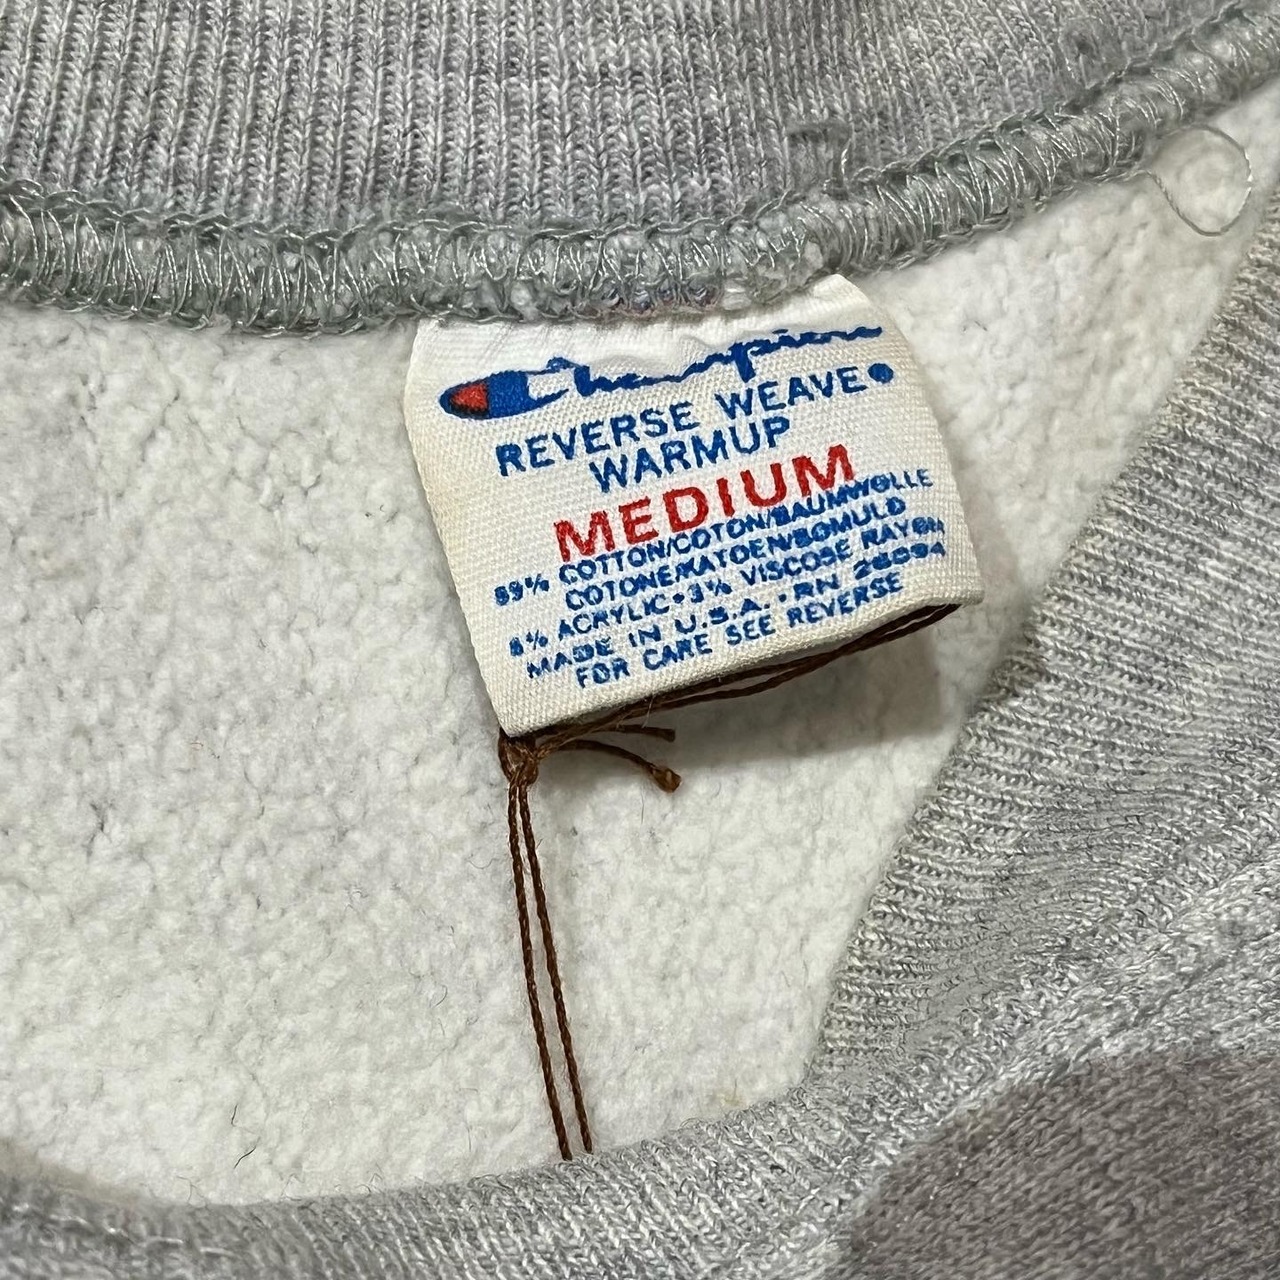 Champion
REVERSE WEAVE
WARMUP
MEDIUM
89% COTTON/COTON/BAUMWOLLE
COTONE/KATOEN/BOMULD
8% ACRYLIC • 3% VISCOSE RAYON
MADE IN U.S.A. • RN 26094
FOR CARE SEE REVERSE